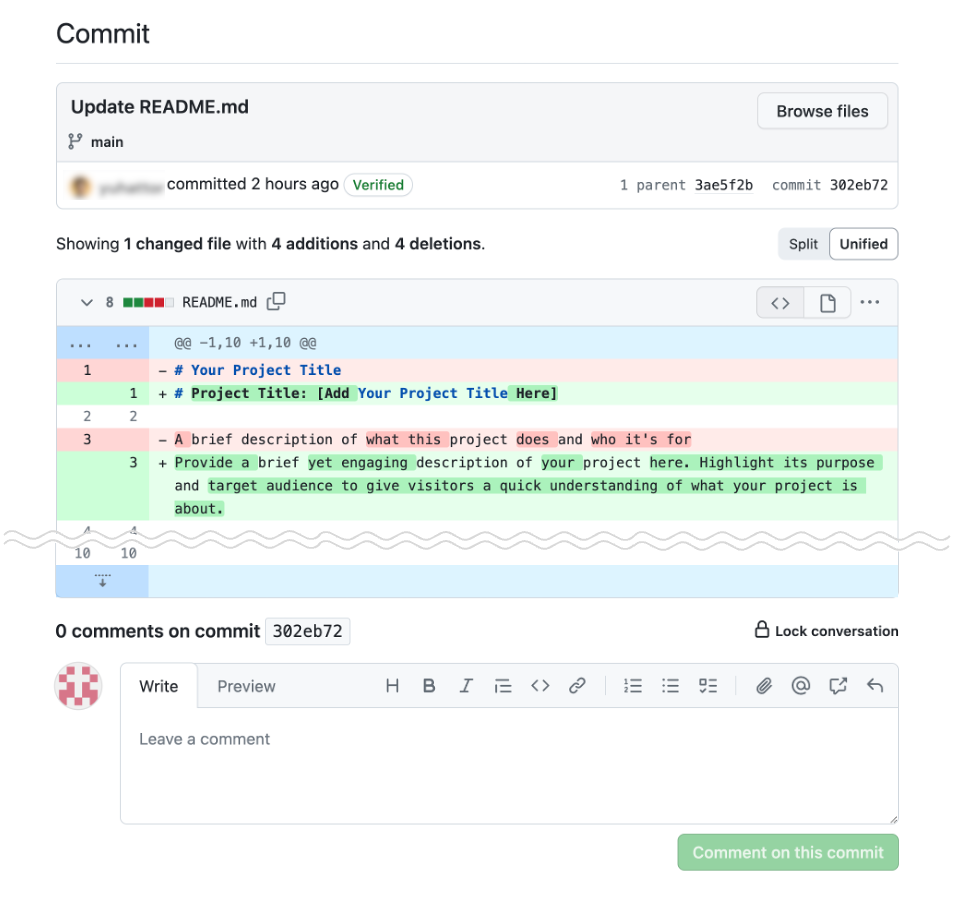 Commit
Update README.md
Browse files
main
committed 2 hours ago Verified 1 parent 3ae5f2b commit 302eb72
Showing 1 changed file with 4 additions and 4 deletions.
Split Unified
8 README.md
... ... @@ -1,10 +1,10 @@
1 - # Your Project Title
1 + # Project Title: [Add Your Project Title Here]
2 2
3 - A brief description of what this project does and who it's for
3 + Provide a brief yet engaging description of your project here. Highlight its purpose
and target audience to give visitors a quick understanding of what your project is
about.
4 4
10 10
0 comments on commit 302eb72
Lock conversation
Write Preview
Leave a comment
Comment on this commit